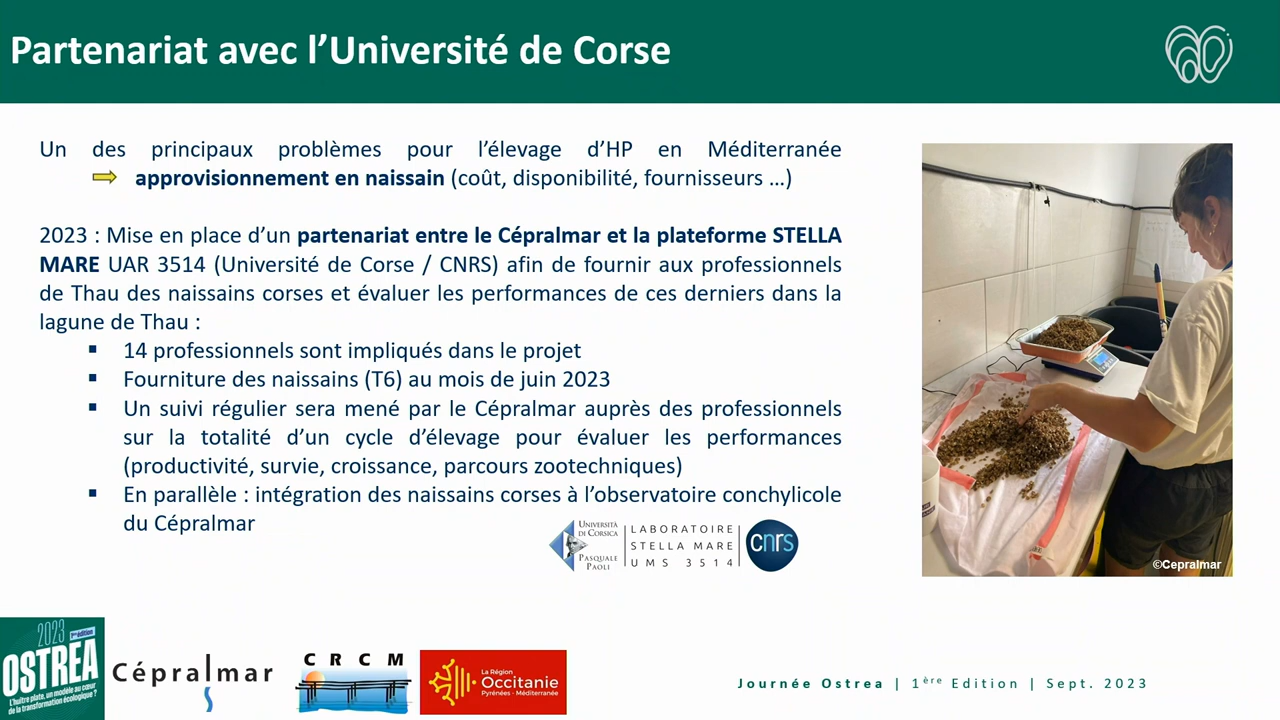 Partenariat avec l’Université de Corse
Un des principaux problèmes pour l’élevage d’HP en Méditerranée
approvisionnement en naissain (coût, disponibilité, fournisseurs …)
2023 : Mise en place d’un partenariat entre le Cépralmar et la plateforme STELLA
MARE UAR 3514 (Université de Corse / CNRS) afin de fournir aux professionnels
de Thau des naissains corses et évaluer les performances de ces derniers dans la
lagune de Thau :
▪ 14 professionnels sont impliqués dans le projet
▪ Fourniture des naissains (T6) au mois de juin 2023
▪ Un suivi régulier sera mené par le Cépralmar auprès des professionnels
sur la totalité d’un cycle d’élevage pour évaluer les performances
(productivité, survie, croissance, parcours zootechniques)
▪ En parallèle : intégration des naissains corses à l’observatoire conchylicole
du Cépralmar
UNIVERSITÀ
DI CORSICA
PASQUALE
PAOLI
LABORATOIRE
STELLA MARE
UMS 3514
cnrs
©Cepralmar
2023
1ère édition
OSTREA
L'huître plate, un modèle au cœur
de la transformation écologique ?
Cépralmar
CRCM
La Région
Occitanie
Pyrénées - Méditerranée
Journée Ostrea | 1ère Edition | Sept. 2023